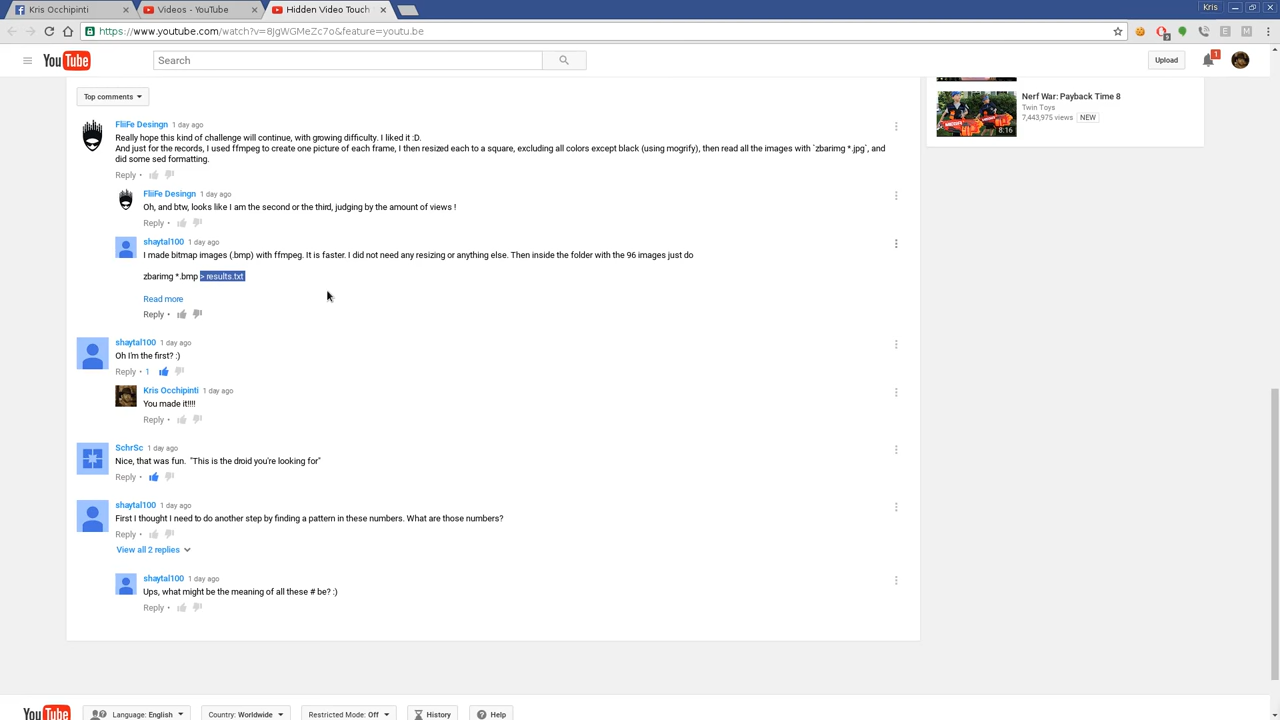 Kris Occhipinti
Videos - YouTube
Hidden Video Touch
Kris
https://www.youtube.com/watch?v=8JgWGMeZc7o&feature=youtu.be
YouTube
Search
Upload
1
Top comments
Nerf War: Payback Time 8
Twin Toys
7,443,975 views NEW
8:16
FliiFe Desingn 1 day ago
Really hope this kind of challenge will continue, with growing difficulty. I liked it :D.
And just for the records, I used ffmpeg to create one picture of each frame, I then resized each to a square, excluding all colors except black (using mogrify), then read all the images with `zbarimg *.jpg`, and
did some sed formatting.
Reply •
FliiFe Desingn 1 day ago
Oh, and btw, looks like I am the second or the third, judging by the amount of views !
Reply •
shaytal100 1 day ago
I made bitmap images (.bmp) with ffmpeg. It is faster. I did not need any resizing or anything else. Then inside the folder with the 96 images just do
zbarimg *.bmp > results.txt
Read more
Reply •
shaytal100 1 day ago
Oh I'm the first? :)
Reply • 1
Kris Occhipinti 1 day ago
You made it!!!!
Reply •
SchrSc 1 day ago
Nice, that was fun. "This is the droid you're looking for"
Reply •
shaytal100 1 day ago
First I thought I need to do another step by finding a pattern in these numbers. What are those numbers?
Reply •
View all 2 replies
shaytal100 1 day ago
Ups, what might be the meaning of all these # be? :)
Reply •
YouTube
Language: English
Country: Worldwide
Restricted Mode: Off
History
Help